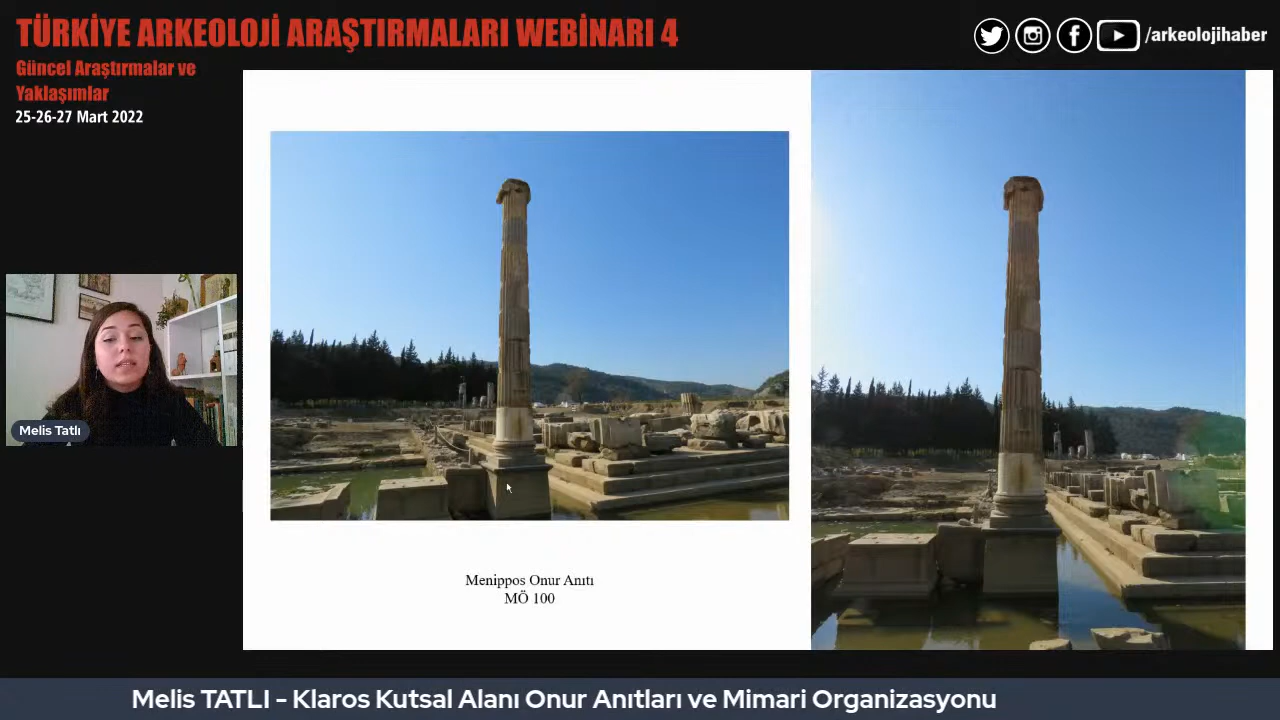 TÜRKİYE ARKEOLOJİ ARAŞTIRMALARI WEBİNARI 4
/arkeolojihaber
Güncel Araştırmalar ve
Yaklaşımlar
25-26-27 Mart 2022
Melis Tatlı
Menippos Onur Anıtı
MÖ 100
Melis TATLI - Klaros Kutsal Alanı Onur Anıtları ve Mimari Organizasyonu